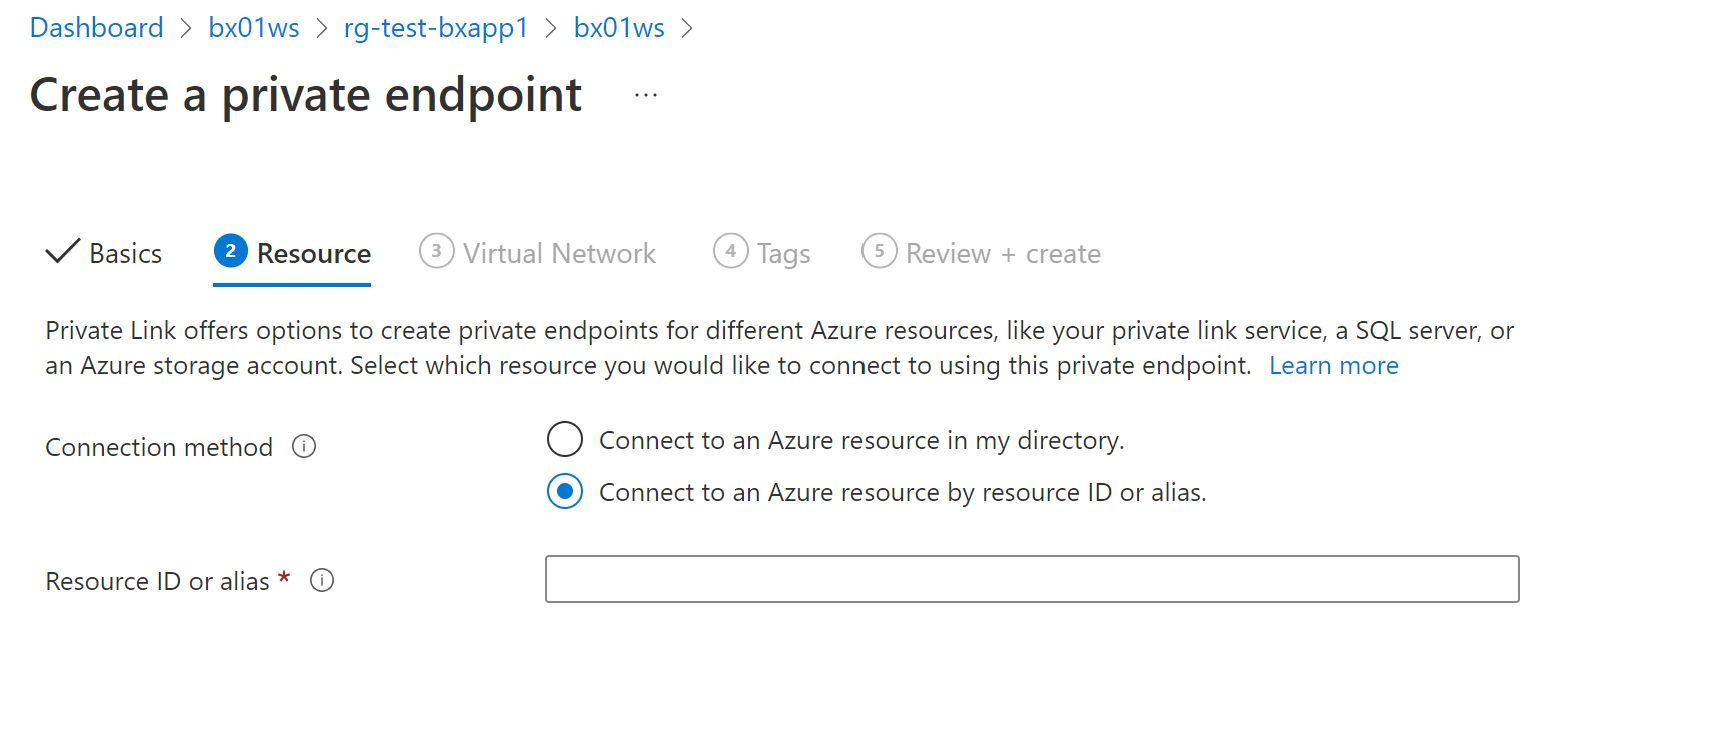 Dashboard > bx01ws > rg-test-bxapp1 > bx01ws >
Create a private endpoint ...
Basics 2 Resource 3 Virtual Network 4 Tags 5 Review + create
Private Link offers options to create private endpoints for different Azure resources, like your private link service, a SQL server, or
an Azure storage account. Select which resource you would like to connect to using this private endpoint. Learn more
Connection method i Connect to an Azure resource in my directory.
Connect to an Azure resource by resource ID or alias.
Resource ID or alias * i